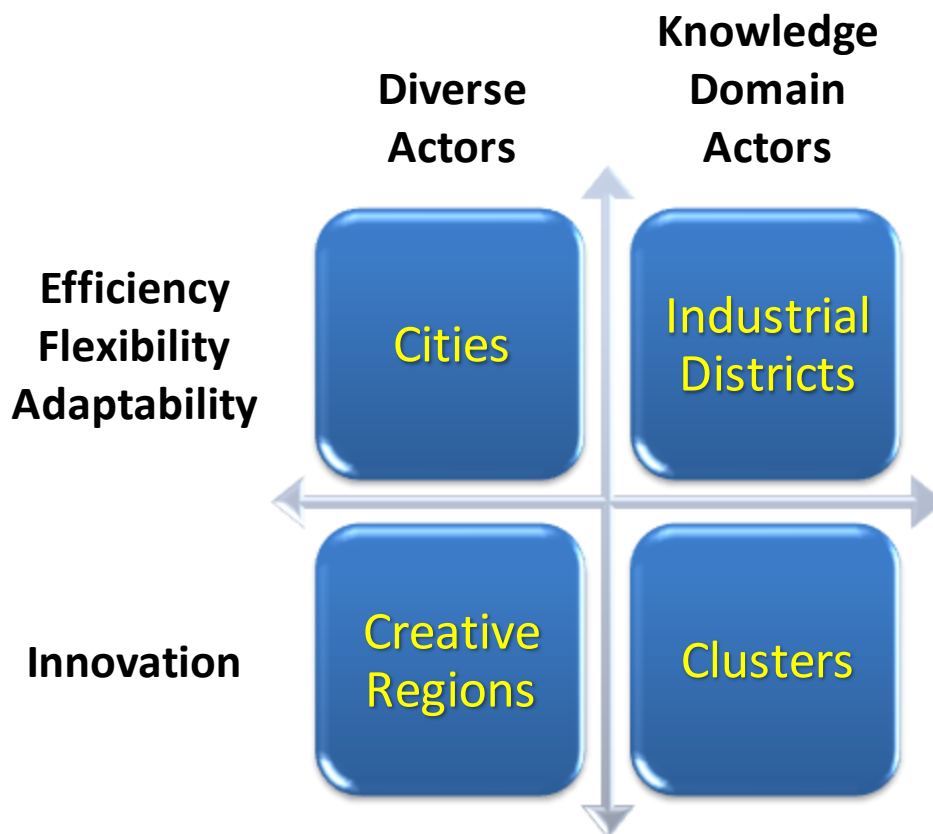 Diverse
Actors
Knowledge
Domain
Actors
Efficiency
Flexibility
Adaptability
Cities
Industrial
Districts
Innovation
Creative
Regions
Clusters